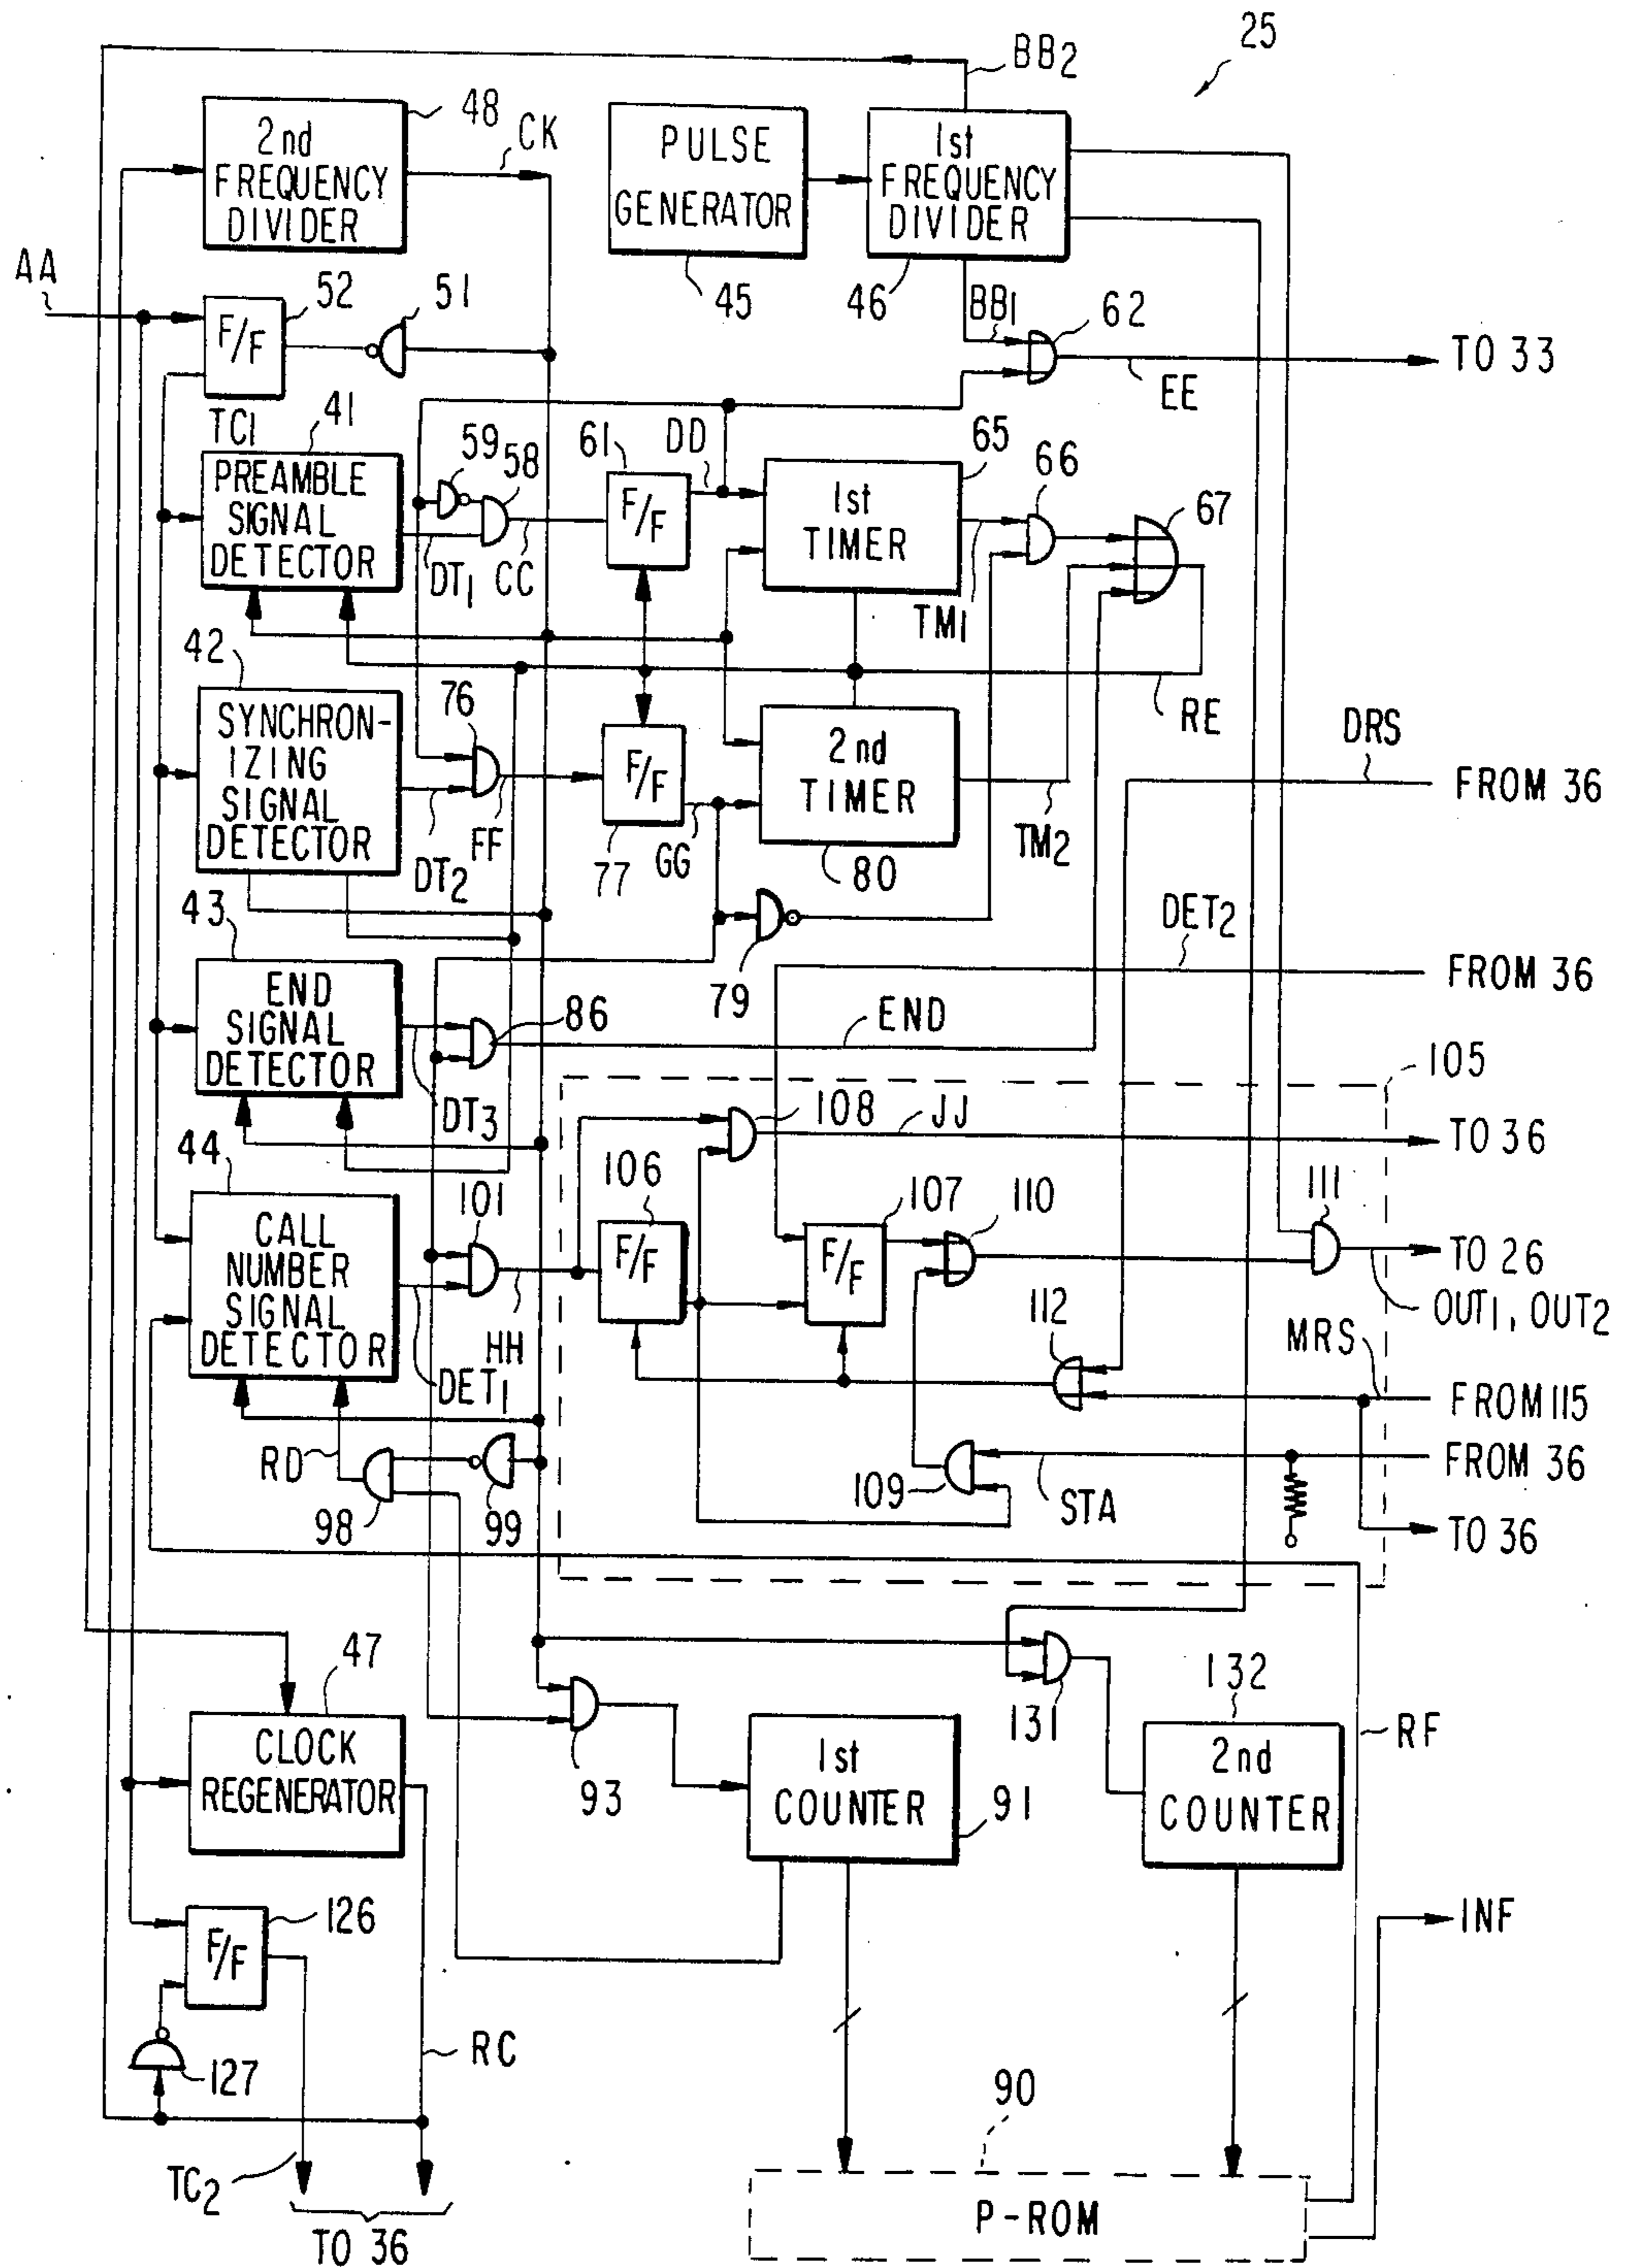 25
BB2
48
CK
2nd
FREQUENCY
DIVIDER
PULSE
GENERATOR
1st
FREQUENCY
DIVIDER
AA
52
51
45
46
BB1
62
F/F
TO 33
EE
TC1
41
59
58
61
DD
65
66
67
PREAMBLE
SIGNAL
DETECTOR
F/F
1st
TIMER
DT1
CC
TM1
42
76
RE
DRS
SYNCHRON-
IZING
SIGNAL
DETECTOR
F/F
2nd
TIMER
FROM 36
DT2
FF
77
GG
80
TM2
43
79
DET2
FROM 36
END
SIGNAL
DETECTOR
86
END
105
DT3
108
JJ
TO 36
44
101
106
107
110
111
CALL
NUMBER
SIGNAL
DETECTOR
F/F
F/F
TO 26
OUT1, OUT2
HH
DET1
112
MRS
FROM 115
RD
FROM 36
98
99
109
STA
TO 36
47
131
132
RF
CLOCK
REGENERATOR
93
1st
COUNTER
91
2nd
COUNTER
126
F/F
INF
127
RC
90
TC2
P-ROM
TO 36